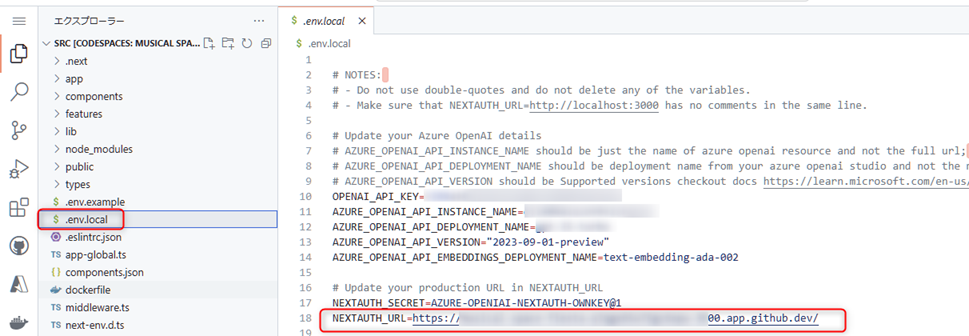 エクスプローラー
SRC [CODESPACES: MUSICAL SPA...
.next
app
components
features
lib
node_modules
public
types
$ .env.example
$ .env.local
.eslintrc.json
TS app-global.ts
components.json
dockerfile
TS middleware.ts
TS next-env.d.ts
$ .env.local
$ .env.local
1
2 # NOTES:
3 # - Do not use double-quotes and do not delete any of the variables.
4 # - Make sure that NEXTAUTH_URL=http://localhost:3000 has no comments in the same line.
5
6 # Update your Azure OpenAI details
7 # AZURE_OPENAI_API_INSTANCE_NAME should be just the name of azure openai resource and not the full url;
8 # AZURE_OPENAI_API_DEPLOYMENT_NAME should be deployment name from your azure openai studio and not the
9 # AZURE_OPENAI_API_VERSION should be Supported versions checkout docs https://learn.microsoft.com/en-us/
10 OPENAI_API_KEY=
11 AZURE_OPENAI_API_INSTANCE_NAME=
12 AZURE_OPENAI_API_DEPLOYMENT_NAME=
13 AZURE_OPENAI_API_VERSION="2023-09-01-preview"
14 AZURE_OPENAI_API_EMBEDDINGS_DEPLOYMENT_NAME=text-embedding-ada-002
15
16 # Update your production URL in NEXTAUTH_URL
17 NEXTAUTH_SECRET=AZURE-OPENIAI-NEXTAUTH-OWNKEY@1
18 NEXTAUTH_URL=https:// 00.app.github.dev/
19